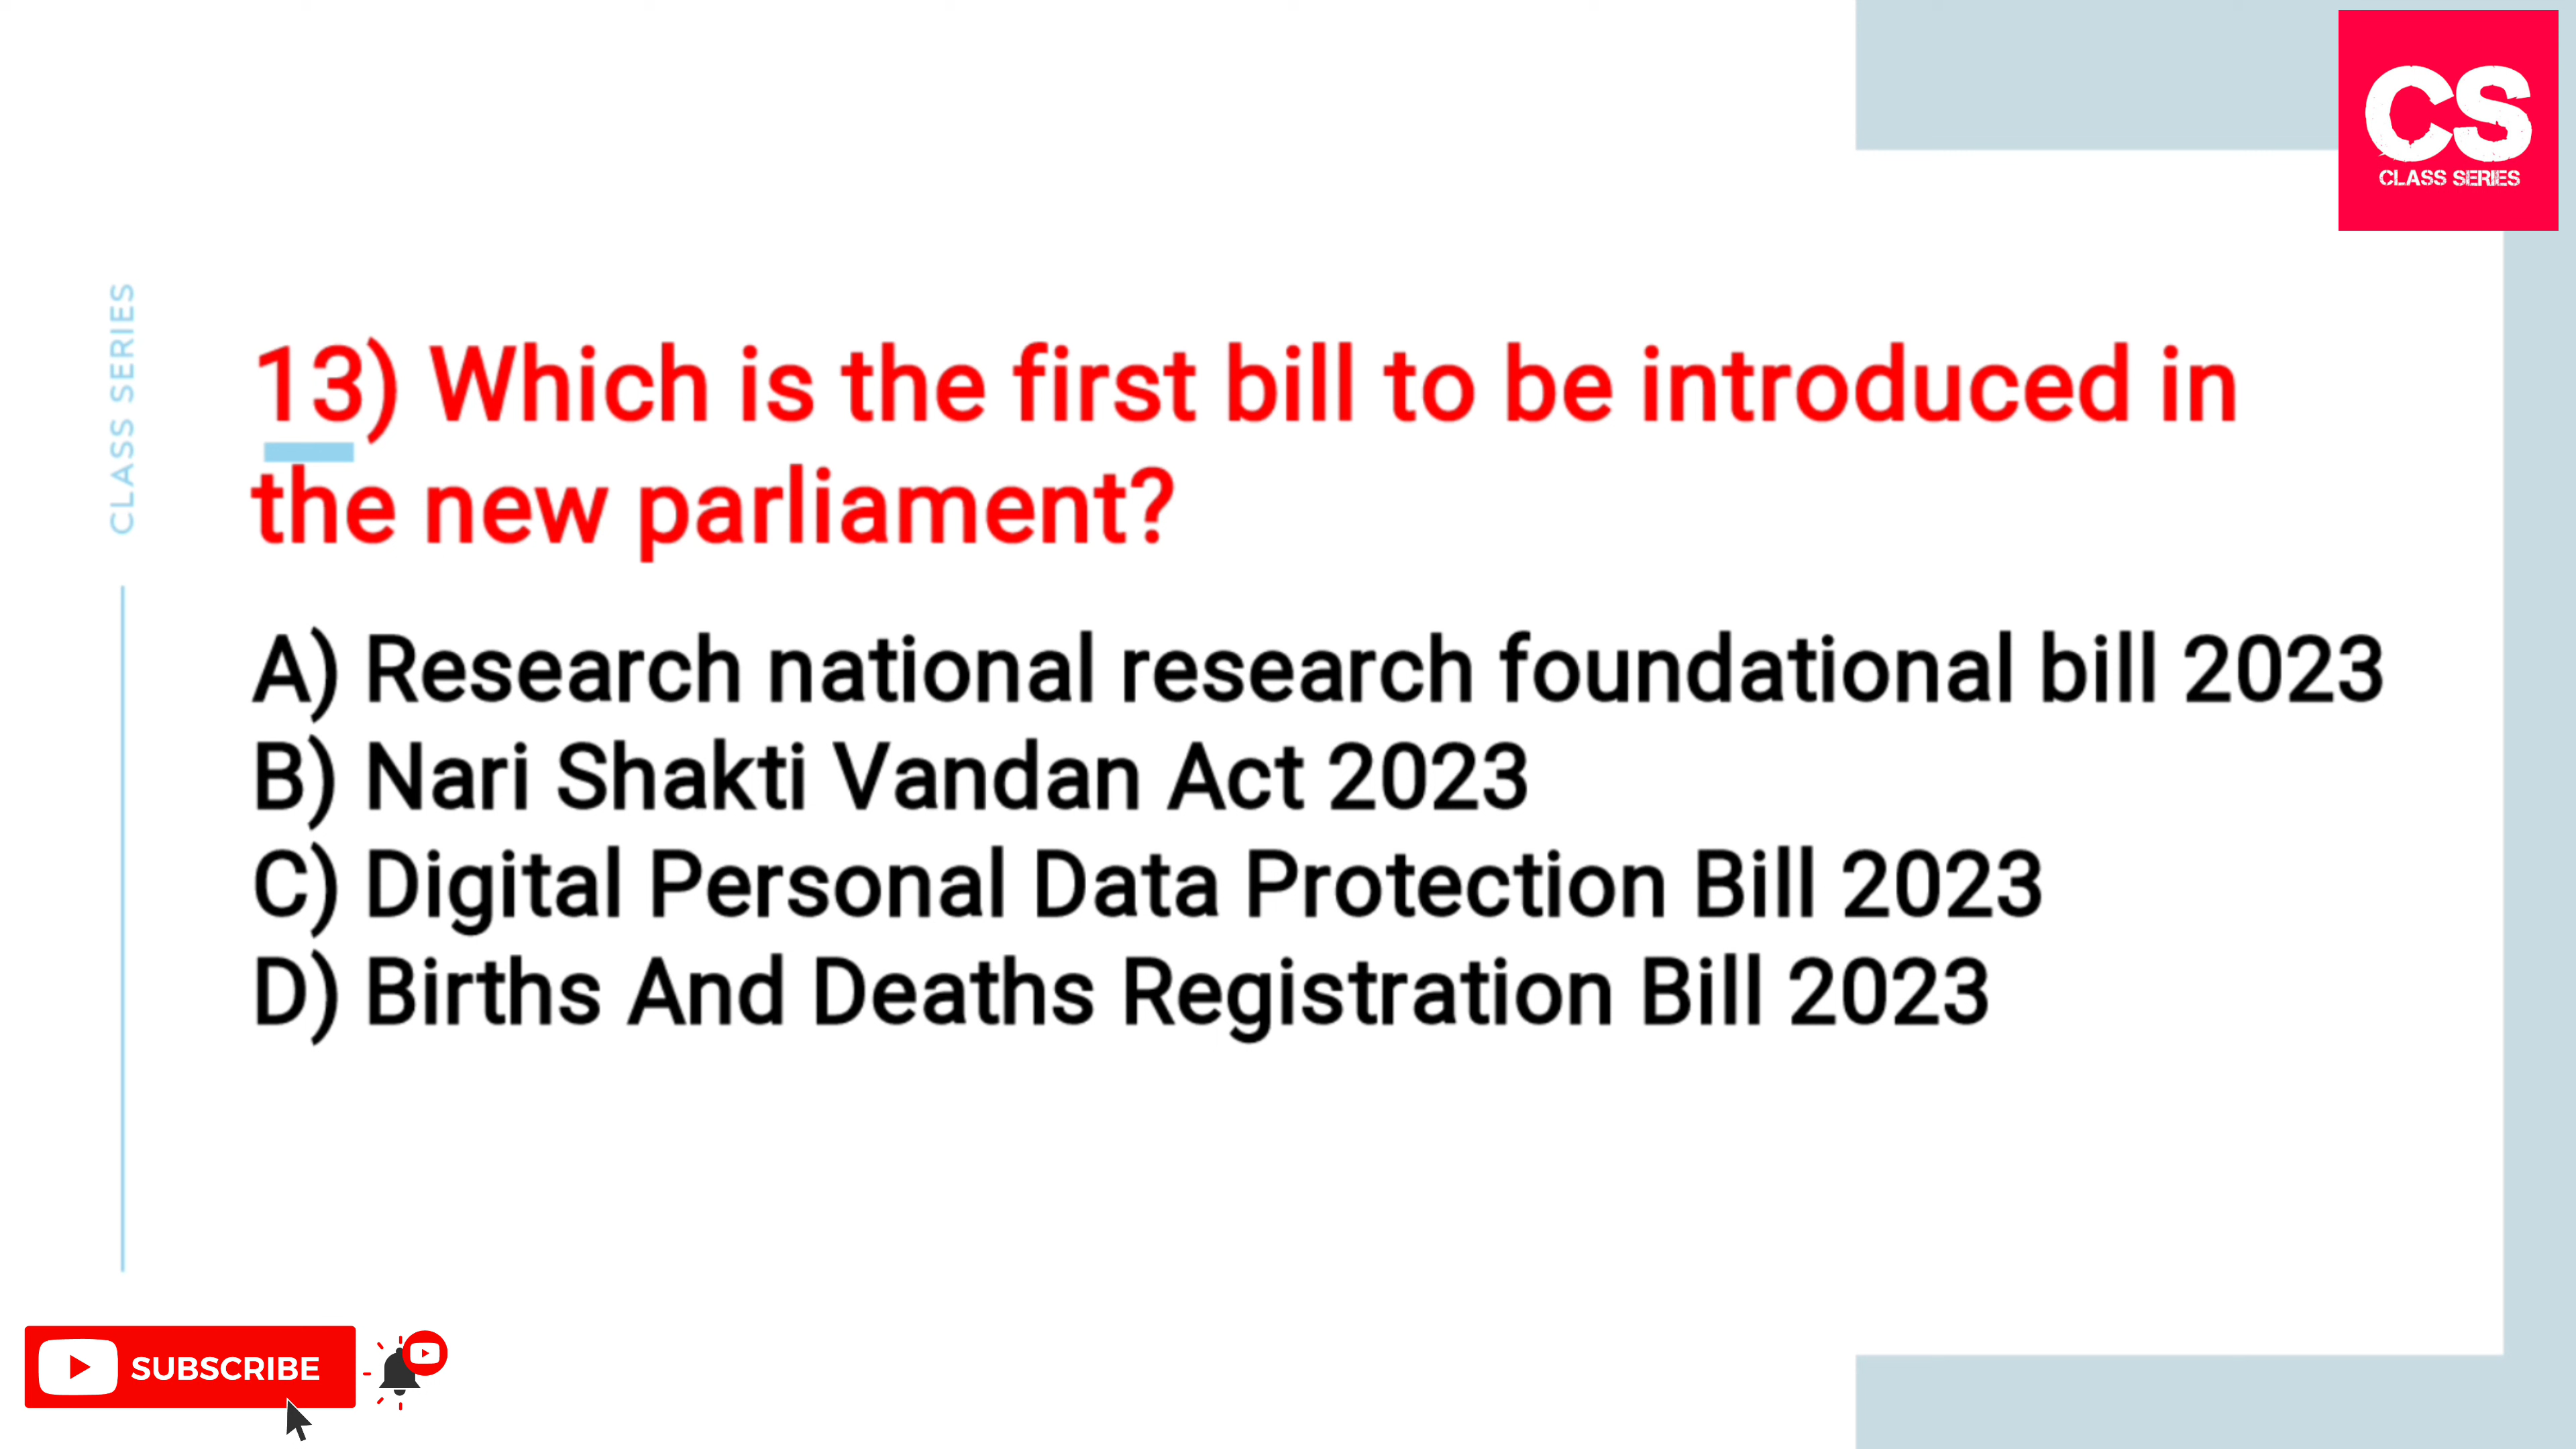 CS
CLASS SERIES
CLASS SERIES
13) Which is the first bill to be introduced in
the new parliament?
A) Research national research foundational bill 2023
B) Nari Shakti Vandan Act 2023
C) Digital Personal Data Protection Bill 2023
D) Births And Deaths Registration Bill 2023
SUBSCRIBE